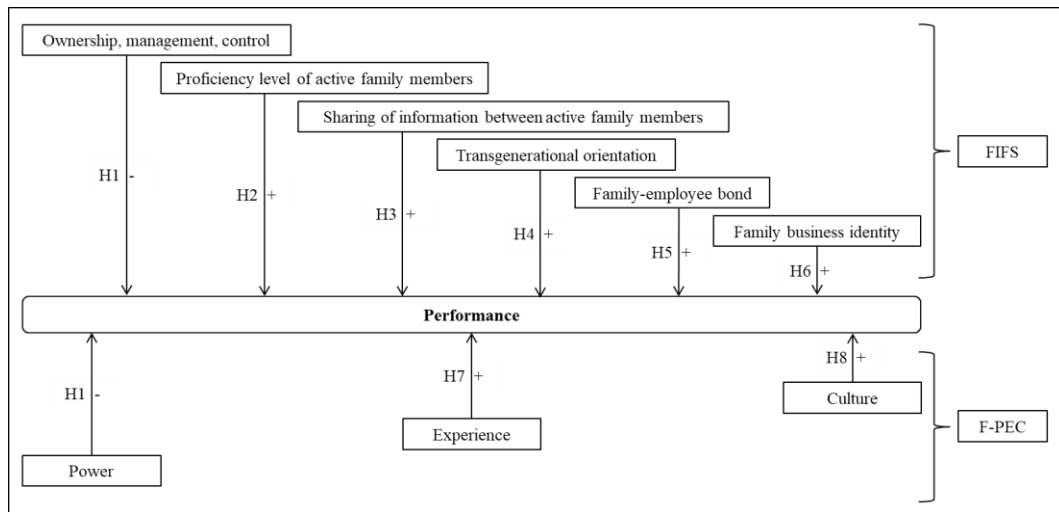 Ownership, management, control
Proficiency level of active family members
Sharing of information between active family members
Transgenerational orientation
Family-employee bond
Family business identity
FIFS
H1 -
H2 +
H3 +
H4 +
H5 +
H6 +
Performance
H1 -
H7 +
H8 +
Power
Experience
Culture
F-PEC